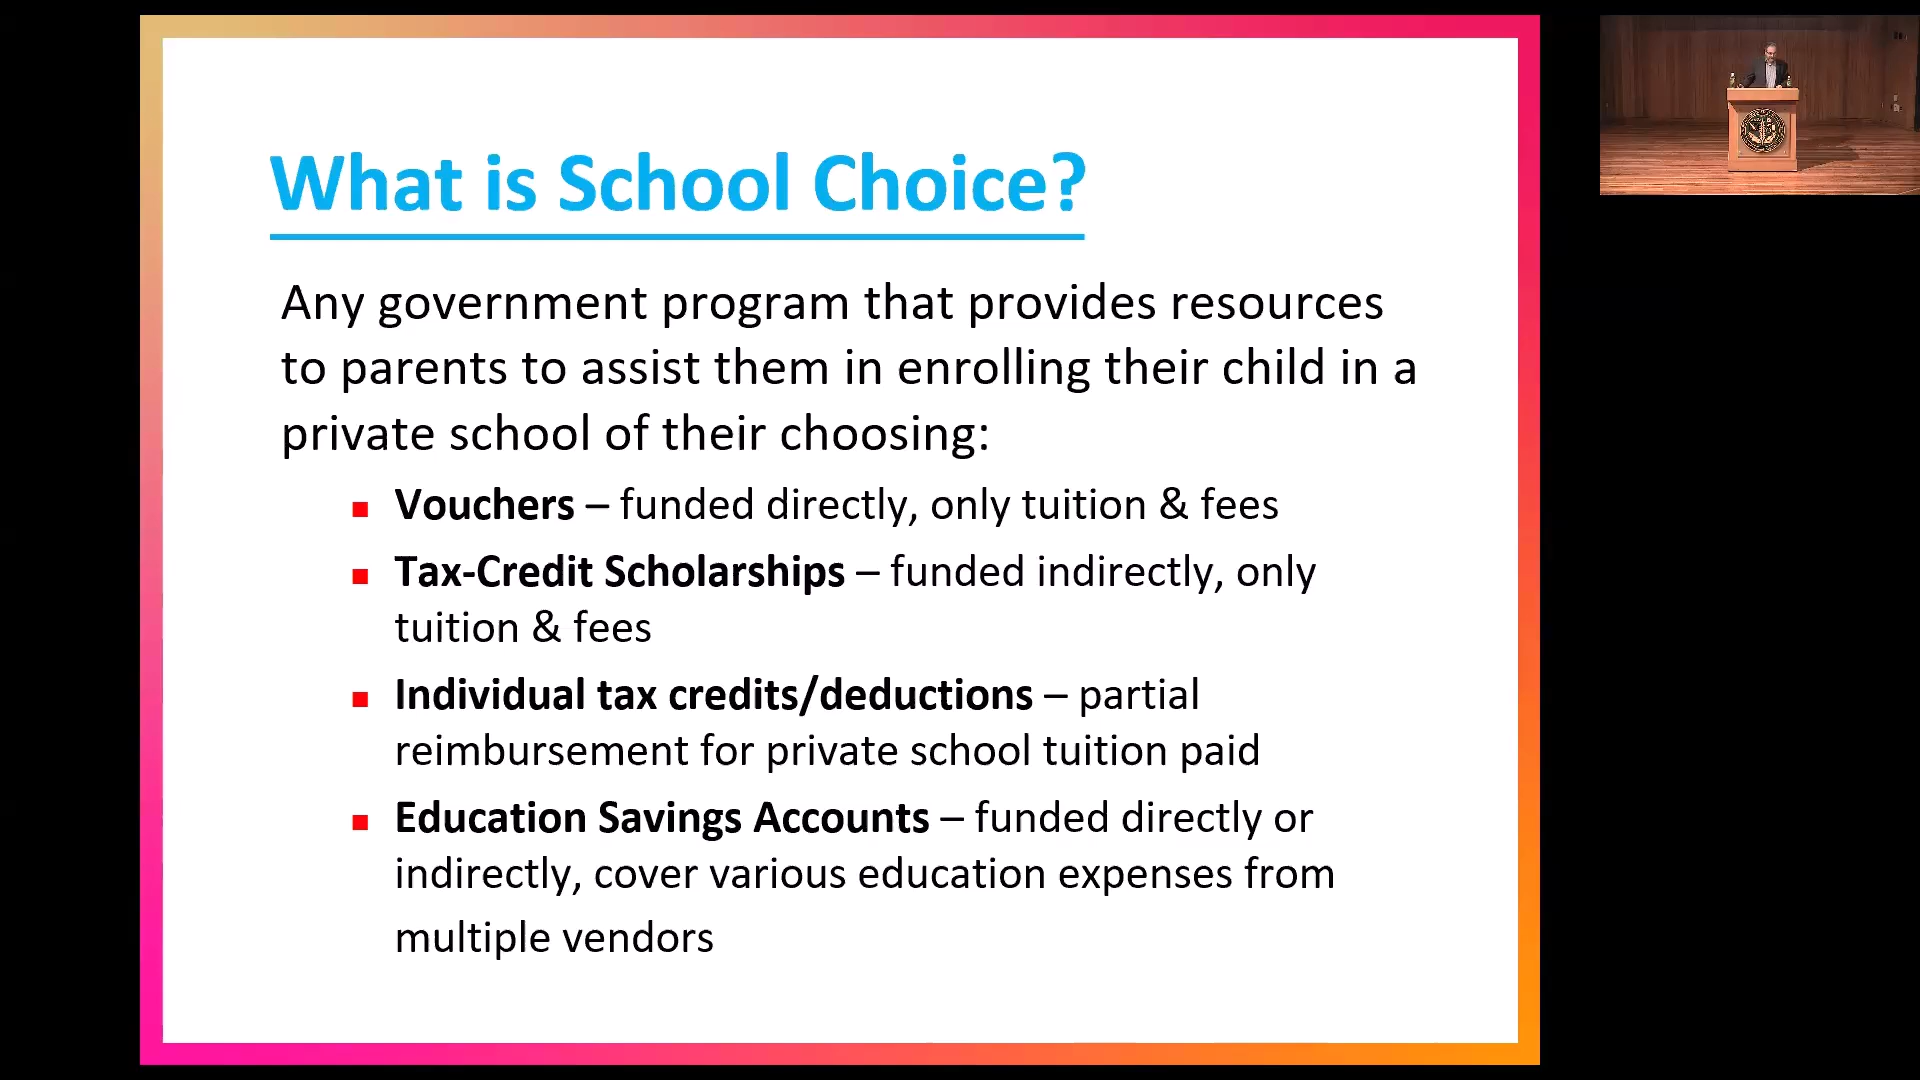 What is School Choice?
Any government program that provides resources
to parents to assist them in enrolling their child in a
private school of their choosing:
▪ Vouchers – funded directly, only tuition & fees
▪ Tax-Credit Scholarships – funded indirectly, only
tuition & fees
▪ Individual tax credits/deductions – partial
reimbursement for private school tuition paid
▪ Education Savings Accounts – funded directly or
indirectly, cover various education expenses from
multiple vendors